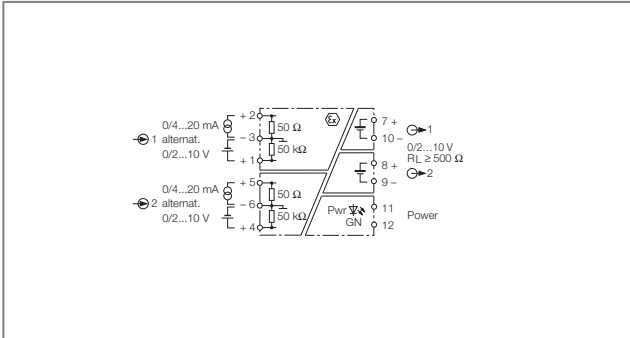 0/4...20 mA
1 alternat.
0/2...10 V
+ 2
– 3
+ 1
50 Ω
50 kΩ
Ex
7 +
10 –
1
0/2...10 V
RL ≥ 500 Ω
8 +
9 –
2
0/4...20 mA
2 alternat.
0/2...10 V
+ 5
– 6
+ 4
50 Ω
50 kΩ
Pwr
GN
11
12
Power